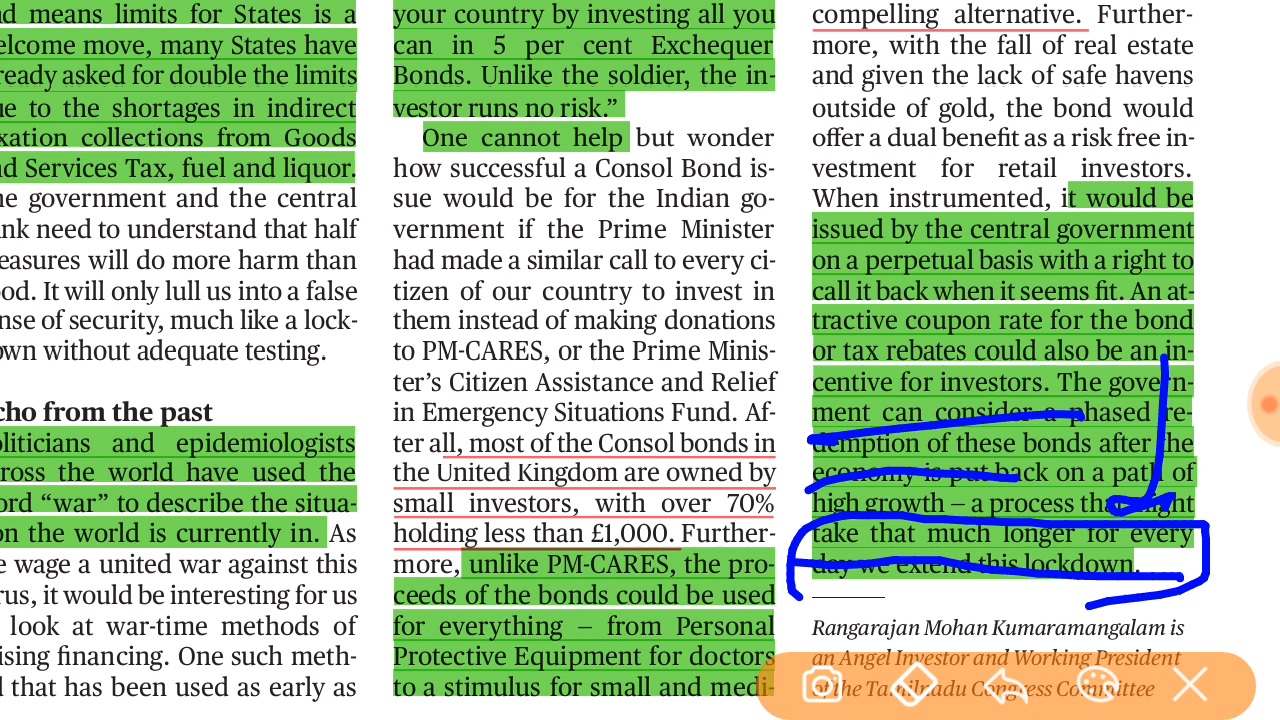 nd means limits for States is a
elcome move, many States have
ready asked for double the limits
ue to the shortages in indirect
xation collections from Goods
nd Services Tax, fuel and liquor.
he government and the central
ank need to understand that half
easures will do more harm than
ood. It will only lull us into a false
nse of security, much like a lock-
own without adequate testing.
cho from the past
oliticians and epidemiologists
cross the world have used the
ord “war” to describe the situa-
on the world is currently in. As
e wage a united war against this
rus, it would be interesting for us
look at war-time methods of
ising financing. One such meth-
d that has been used as early as
your country by investing all you
can in 5 per cent Exchequer
Bonds. Unlike the soldier, the in-
vestor runs no risk.”
One cannot help but wonder
how successful a Consol Bond is-
sue would be for the Indian go-
vernment if the Prime Minister
had made a similar call to every ci-
tizen of our country to invest in
them instead of making donations
to PM-CARES, or the Prime Minis-
ter’s Citizen Assistance and Relief
in Emergency Situations Fund. Af-
ter all, most of the Consol bonds in
the United Kingdom are owned by
small investors, with over 70%
holding less than £1,000. Further-
more, unlike PM-CARES, the pro-
ceeds of the bonds could be used
for everything – from Personal
Protective Equipment for doctors
to a stimulus for small and medi-
compelling alternative. Further-
more, with the fall of real estate
and given the lack of safe havens
outside of gold, the bond would
offer a dual benefit as a risk free in-
vestment for retail investors.
When instrumented, it would be
issued by the central government
on a perpetual basis with a right to
call it back when it seems fit. An at-
tractive coupon rate for the bond
or tax rebates could also be an in-
centive for investors. The govern-
ment can consider a phased re-
demption of these bonds after the
economy is put back on a path of
high growth – a process that might
take that much longer for every
day we extend this lockdown.
Rangarajan Mohan Kumaramangalam is
an Angel Investor and Working President
of the Tamilnadu Congress Committee